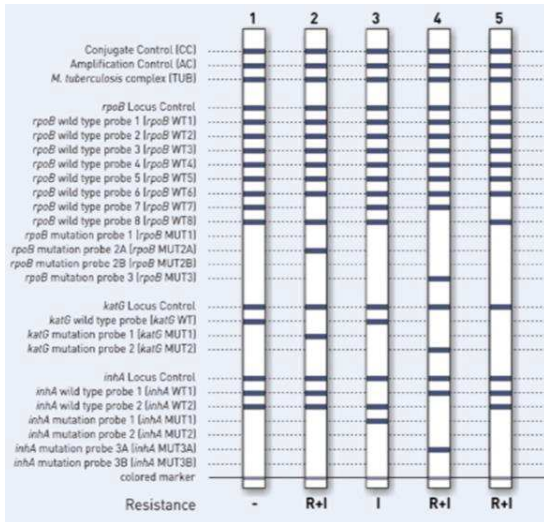 1 2 3 4 5
Conjugate Control (CC)
Amplification Control (AC)
M. tuberculosis complex (TUB)
rpoB Locus Control
rpoB wild type probe 1 (rpoB WT1)
rpoB wild type probe 2 (rpoB WT2)
rpoB wild type probe 3 (rpoB WT3)
rpoB wild type probe 4 (rpoB WT4)
rpoB wild type probe 5 (rpoB WT5)
rpoB wild type probe 6 (rpoB WT6)
rpoB wild type probe 7 (rpoB WT7)
rpoB wild type probe 8 (rpoB WT8)
rpoB mutation probe 1 (rpoB MUT1)
rpoB mutation probe 2A (rpoB MUT2A)
rpoB mutation probe 2B (rpoB MUT2B)
rpoB mutation probe 3 (rpoB MUT3)
katG Locus Control
katG wild type probe (katG WT)
katG mutation probe 1 (katG MUT1)
katG mutation probe 2 (katG MUT2)
inhA Locus Control
inhA wild type probe 1 (inhA WT1)
inhA wild type probe 2 (inhA WT2)
inhA mutation probe 1 (inhA MUT1)
inhA mutation probe 2 (inhA MUT2)
inhA mutation probe 3A (inhA MUT3A)
inhA mutation probe 3B (inhA MUT3B)
colored marker
Resistance - R+I I R+I R+I